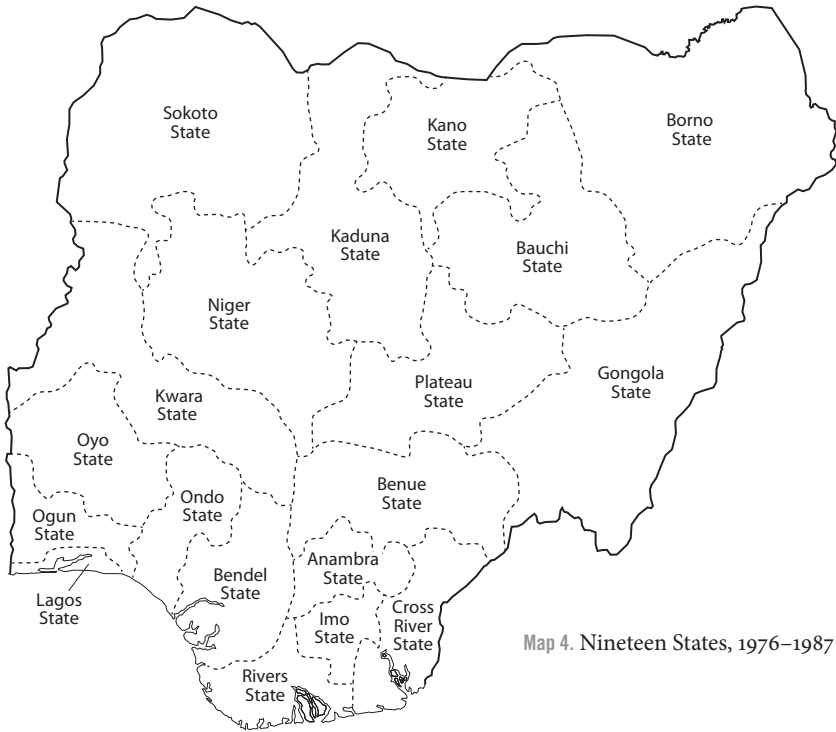 Sokoto
State
Kano
State
Borno
State
Kaduna
State
Bauchi
State
Niger
State
Plateau
State
Gongola
State
Kwara
State
Oyo
State
Benue
State
Ondo
State
Ogun
State
Anambra
State
Bendel
State
Lagos
State
Imo
State
Cross
River
State
Rivers
State
Map 4. Nineteen States, 1976–1987